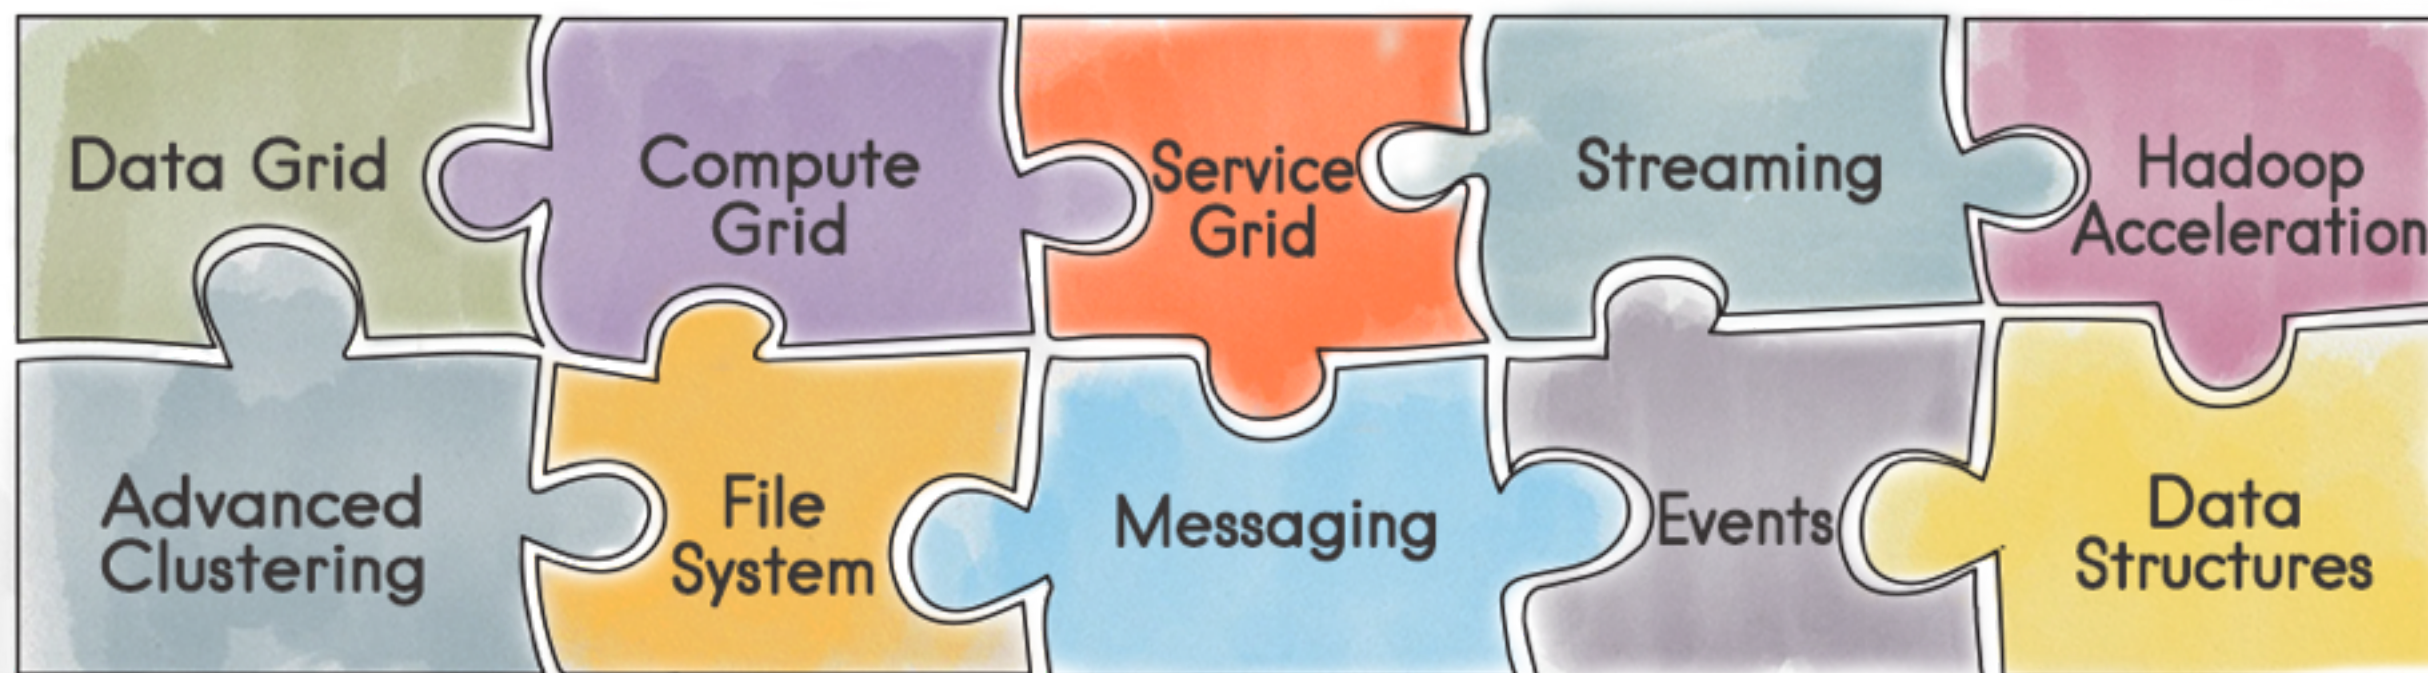 Data Grid
Compute
Grid
Service
Grid
Streaming
Hadoop
Acceleration
Advanced
Clustering
File
System
Messaging
Events
Data
Structures